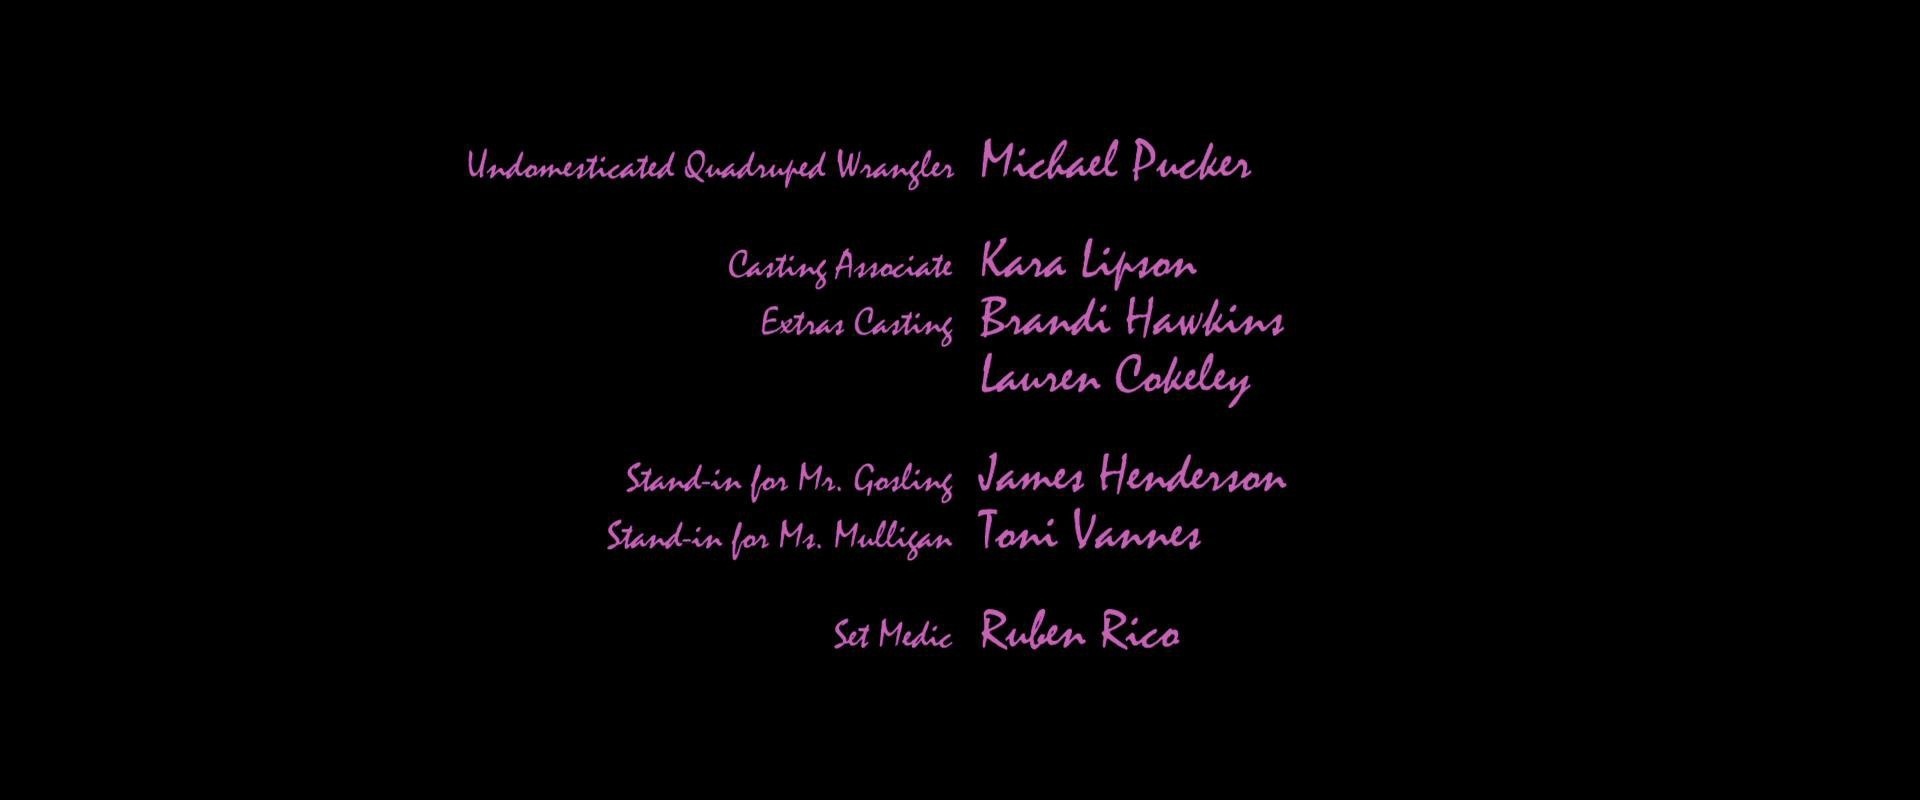 Undomesticated Quadruped Wrangler Michael Pucker
Casting Associate Kara Lipson
Extras Casting Brandi Hawkins
Lauren Cokeley
Stand-in for Mr. Gosling James Henderson
Stand-in for Ms. Mulligan Toni Vannes
Set Medic Ruben Rico